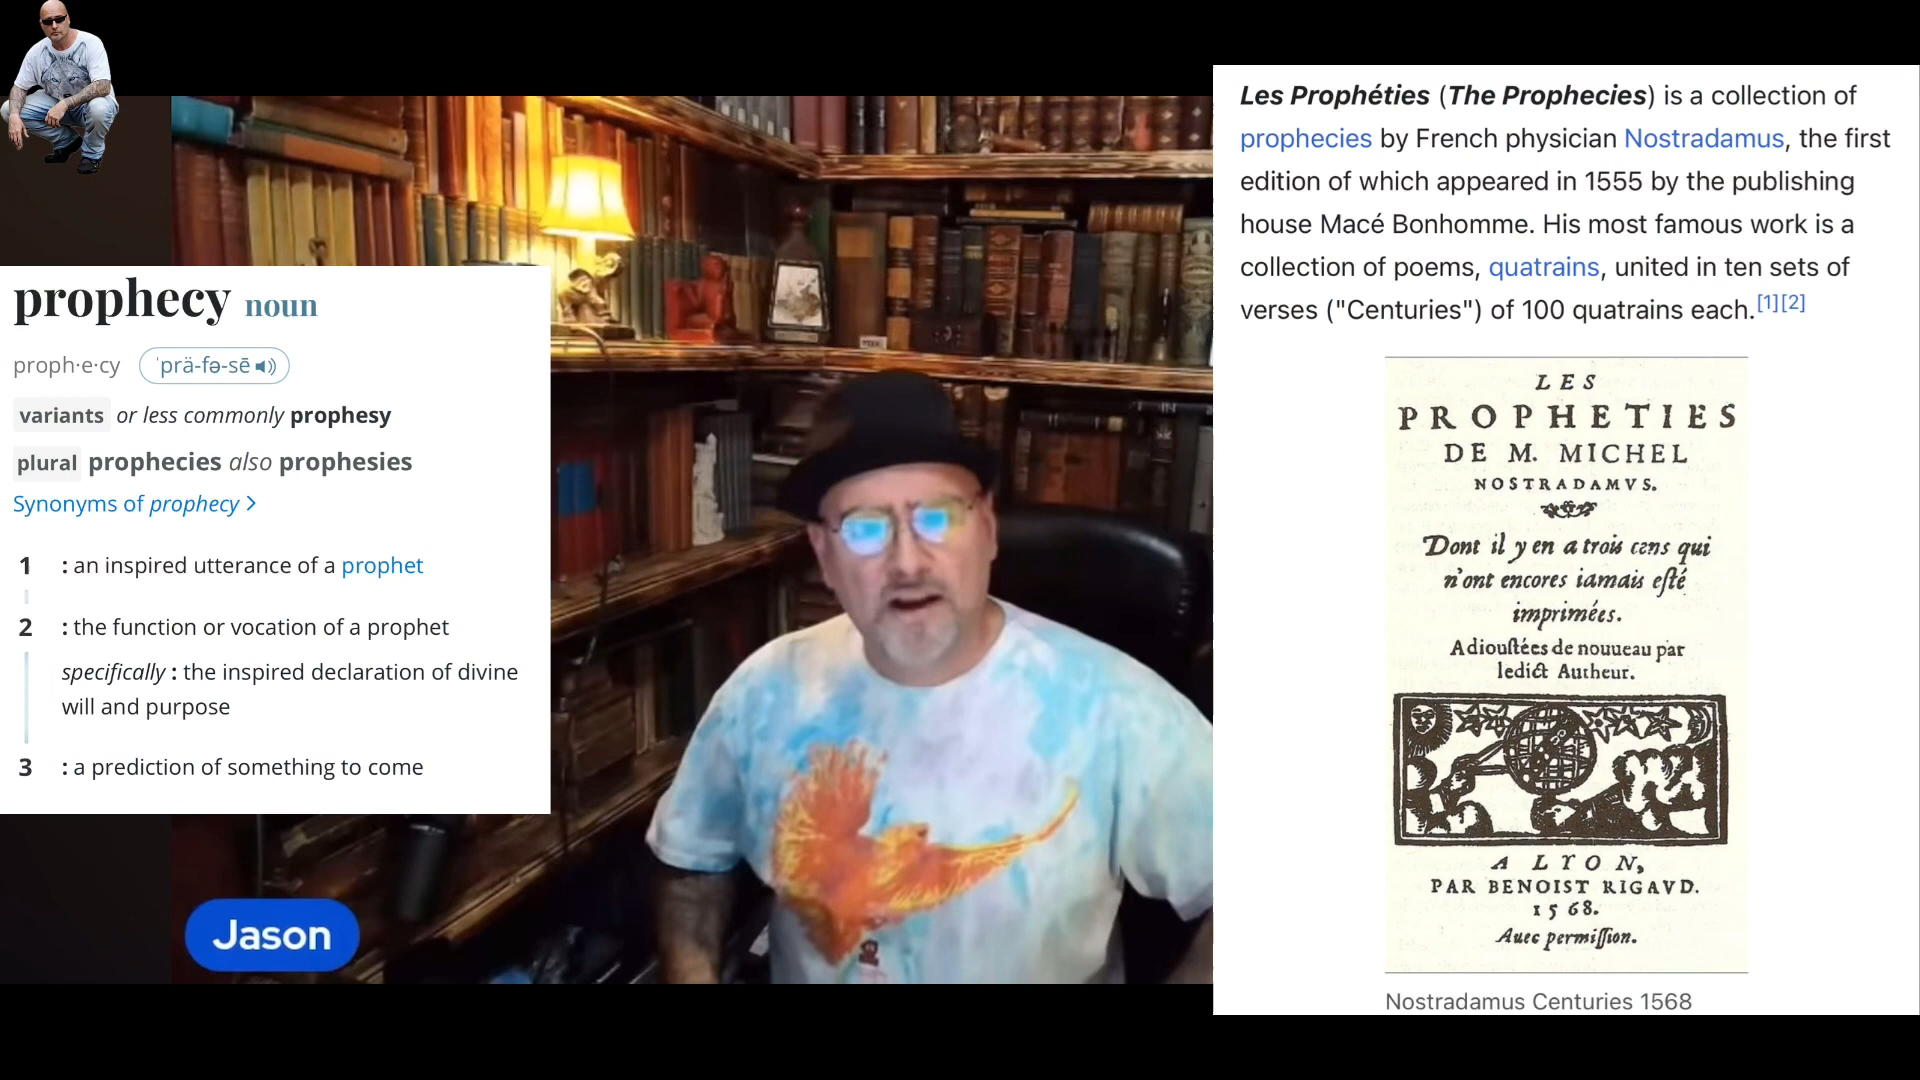 prophecy noun
proph·e·cy ˈprä-fə-sē
variants or less commonly prophesy
plural prophecies also prophesies
Synonyms of prophecy >
1 : an inspired utterance of a prophet
2 : the function or vocation of a prophet
specifically : the inspired declaration of divine
will and purpose
3 : a prediction of something to come
Jason
Les Prophéties (The Prophecies) is a collection of
prophecies by French physician Nostradamus, the first
edition of which appeared in 1555 by the publishing
house Macé Bonhomme. His most famous work is a
collection of poems, quatrains, united in ten sets of
verses ("Centuries") of 100 quatrains each.[1][2]
LES
PROPHETIES
DE M. MICHEL
NOSTRADAMVS.
Dont il y en a trois cens qui
n'ont encores iamais eſté
imprimées.
Adiouſtées de nouueau par
ledict Autheur.
A LYON,
PAR BENOIST RIGAVD.
1568.
Auec permiſſion.
Nostradamus Centuries 1568